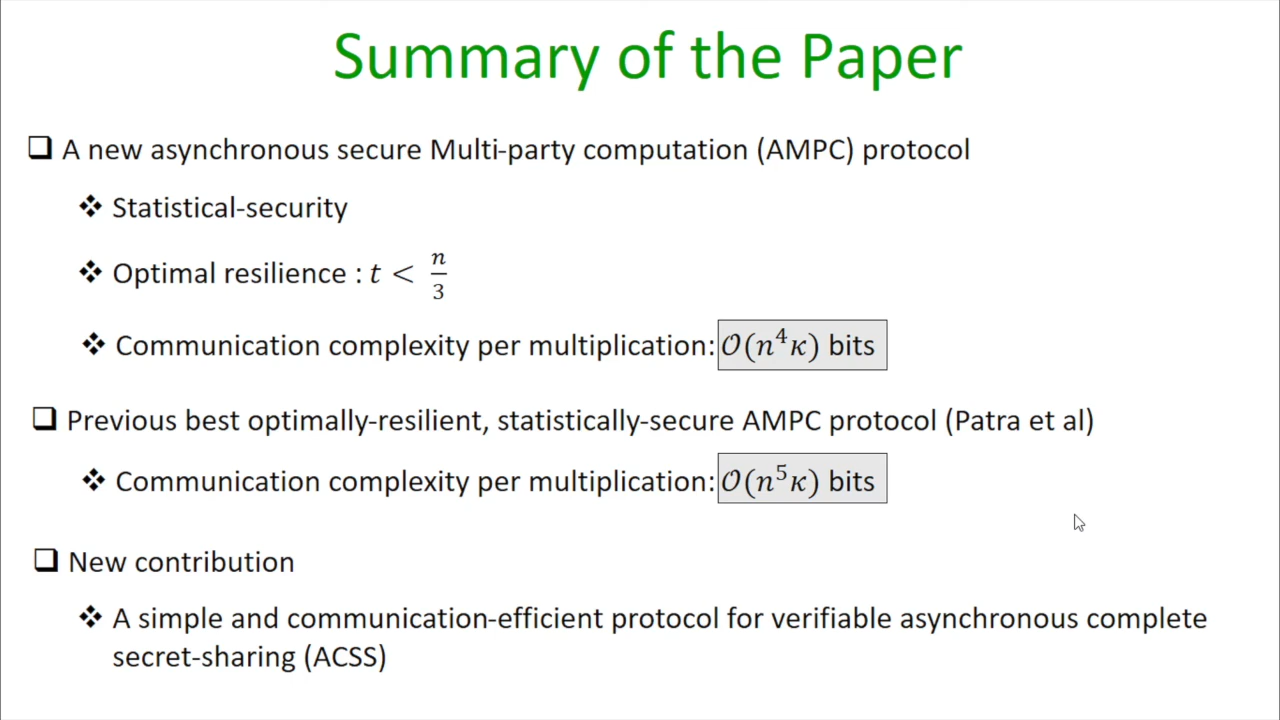 Summary of the Paper
❑ A new asynchronous secure Multi-party computation (AMPC) protocol
❖ Statistical-security
❖ Optimal resilience : t < n/3
❖ Communication complexity per multiplication: 𝒪(n⁴κ) bits
❑ Previous best optimally-resilient, statistically-secure AMPC protocol (Patra et al)
❖ Communication complexity per multiplication: 𝒪(n⁵κ) bits
❑ New contribution
❖ A simple and communication-efficient protocol for verifiable asynchronous complete
secret-sharing (ACSS)